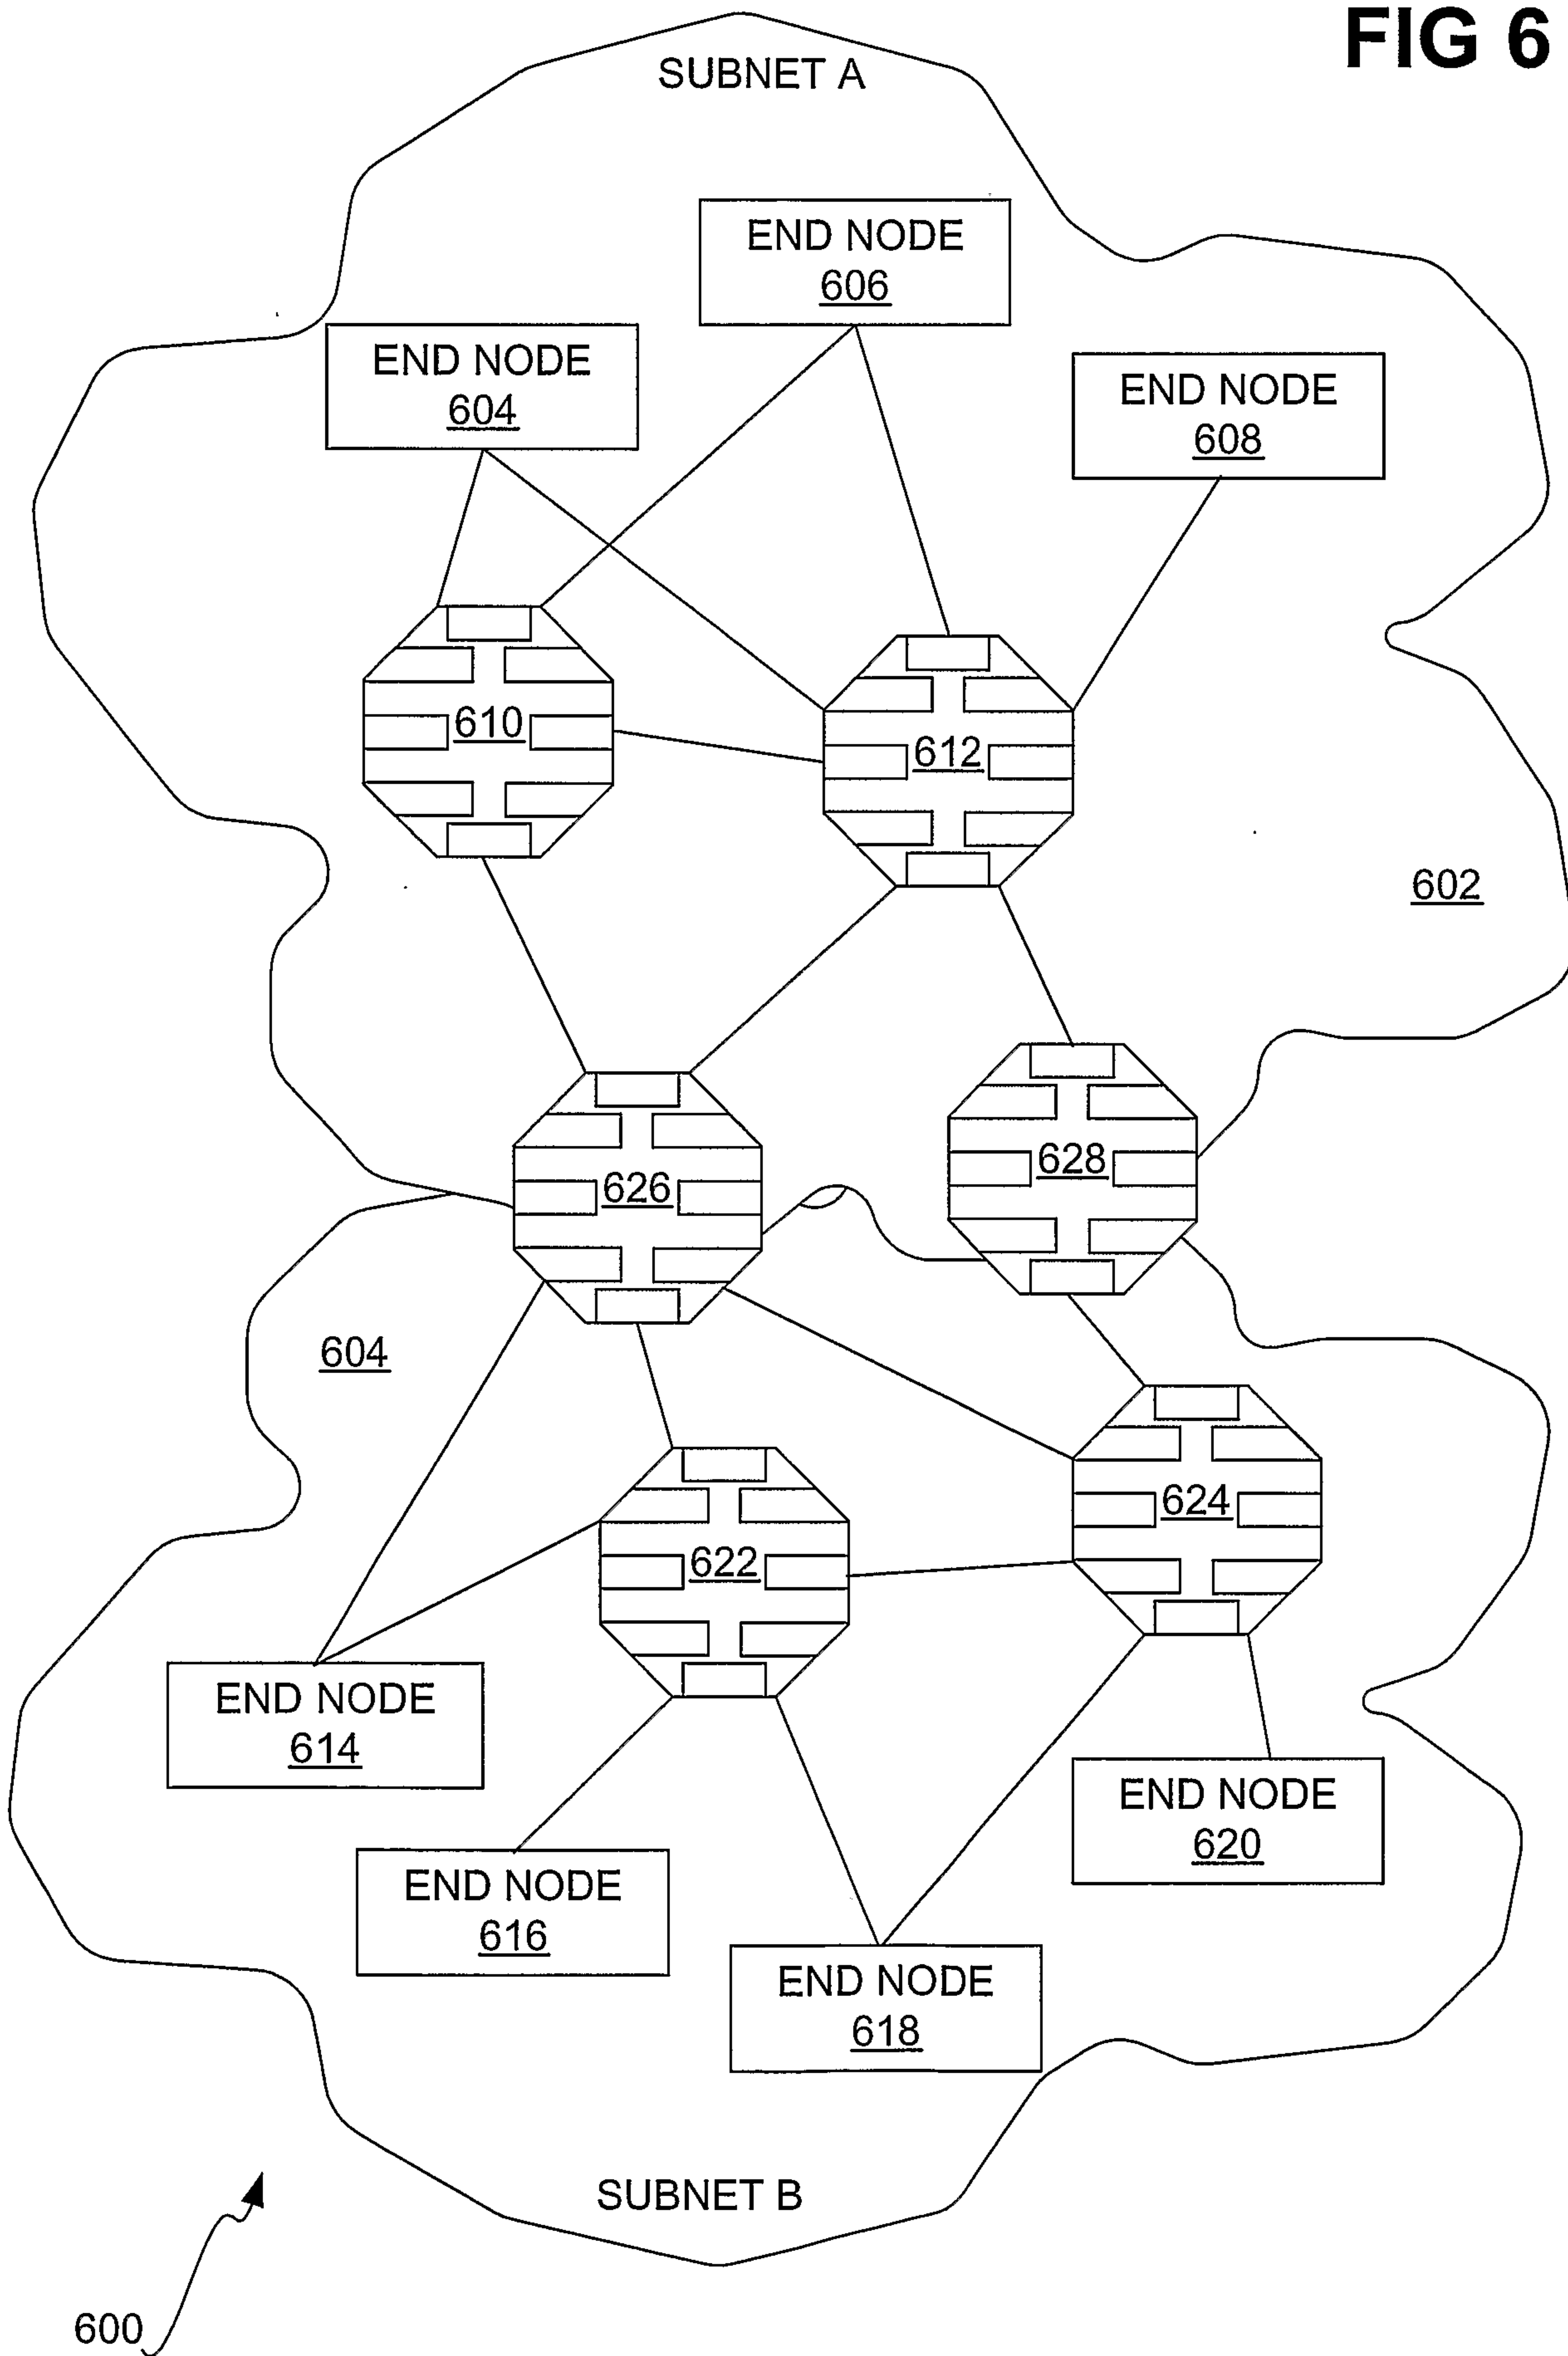 FIG 6
SUBNET A
END NODE
606
END NODE
604
END NODE
608
610
612
602
628
626
604
624
622
END NODE
614
END NODE
620
END NODE
616
END NODE
618
SUBNET B
600